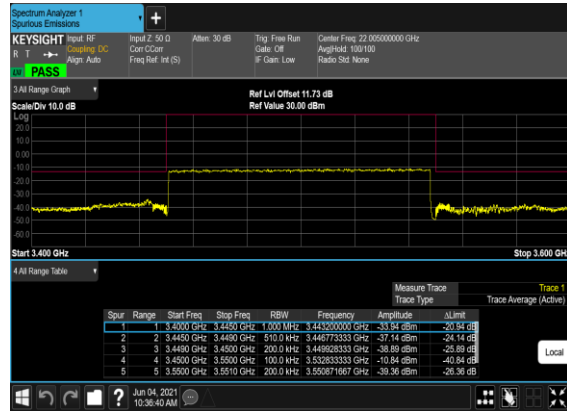 Spectrum Analyzer 1
Spurious Emissions
+
KEYSIGHT Input: RF Input Z: 50 Ω Atten: 30 dB Trig: Free Run Center Freq: 22.005000000 GHz
R T Coupling: DC Corr CCorr Gate: Off Avg|Hold: 100/100
Align: Auto Freq Ref: Int (S) IF Gain: Low Radio Std: None
PASS
3 All Range Graph Ref Lvl Offset 11.73 dB
Scale/Div 10.0 dB Ref Value 30.00 dBm
Log
20.0
10.0
0.00
-10.0
-20.0
-30.0
-40.0
-50.0
-60.0
Start 3.400 GHz Stop 3.600 GHz
4 All Range Table
Measure Trace Trace 1
Trace Type Trace Average (Active)
Spur Range Start Freq Stop Freq RBW Frequency Amplitude ΔLimit
1 1 3.4000 GHz 3.4450 GHz 1.000 MHz 3.443200000 GHz -33.94 dBm -20.94 dB
2 2 3.4450 GHz 3.4490 GHz 510.0 kHz 3.446773333 GHz -37.14 dBm -24.14 dB
3 3 3.4490 GHz 3.4500 GHz 200.0 kHz 3.449928333 GHz -38.89 dBm -25.89 dB
4 4 3.4500 GHz 3.5500 GHz 100.0 kHz 3.532833333 GHz -10.84 dBm -40.84 dB
5 5 3.5500 GHz 3.5510 GHz 200.0 kHz 3.550871667 GHz -39.36 dBm -26.36 dB
Local
? Jun 04, 2021
10:36:40 AM